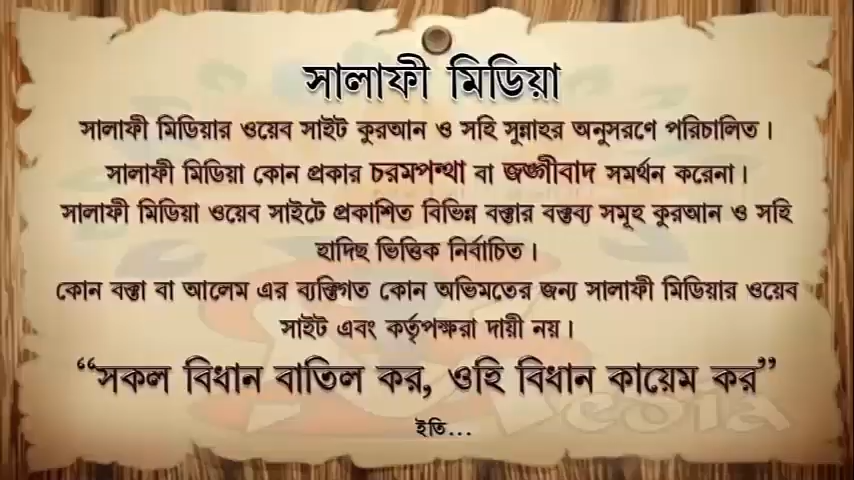 সালাফী মিডিয়া
সালাফী মিডিয়ার ওয়েব সাইট কুরআন ও সহি সুন্নাহর অনুসরণে পরিচালিত।
সালাফী মিডিয়া কোন প্রকার চরমপন্থা বা জঙ্গীবাদ সমর্থন করেনা।
সালাফী মিডিয়া ওয়েব সাইটে প্রকাশিত বিভিন্ন বক্তার বক্তব্য সমূহ কুরআন ও সহি
হাদিছ ভিত্তিক নির্বাচিত।
কোন বক্তা বা আলেম এর ব্যক্তিগত কোন অভিমতের জন্য সালাফী মিডিয়ার ওয়েব
সাইট এবং কর্তৃপক্ষরা দায়ী নয়।
“সকল বিধান বাতিল কর, ওহি বিধান কায়েম কর”
ইতি...